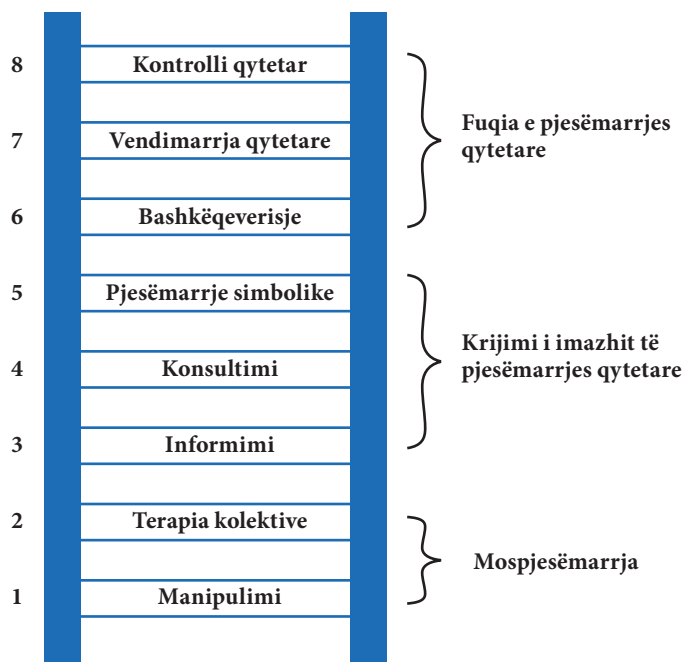 8 Kontrolli qytetar
7 Vendimarrja qytetare
6 Bashkëqeverisje
Fuqia e pjesëmarrjes
qytetare
5 Pjesëmarrje simbolike
4 Konsultimi
3 Informimi
Krijimi i imazhit të
pjesëmarrjes qytetare
2 Terapia kolektive
1 Manipulimi
Mospjesëmarrja